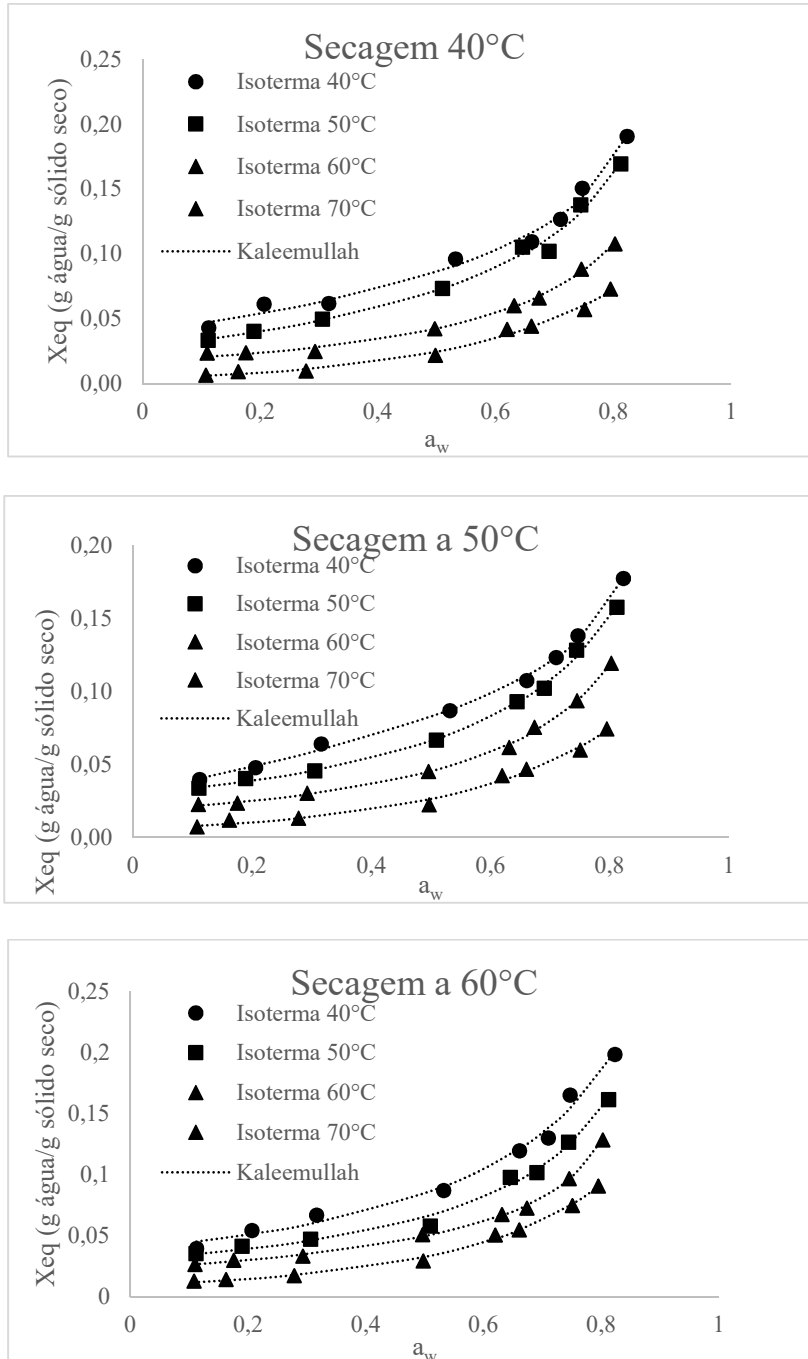 Secagem 40°C
0,25
Isoterma 40°C
0,20
Isoterma 50°C
0,15
Isoterma 60°C
Isoterma 70°C
0,10
Kaleemullah
0,05
0,00
Xeq (g água/g sólido seco)
0 0,2 0,4 0,6 0,8 1
a_w
Secagem a 50°C
0,20
Isoterma 40°C
Isoterma 50°C
0,15
Isoterma 60°C
0,10
Isoterma 70°C
Kaleemullah
0,05
0,00
Xeq (g água/g sólido seco)
0 0,2 0,4 0,6 0,8 1
a_w
Secagem a 60°C
0,25
Isoterma 40°C
0,2
Isoterma 50°C
0,15
Isoterma 60°C
Isoterma 70°C
0,1
Kaleemullah
0,05
0
Xeq (g água/g sólido seco)
0 0,2 0,4 0,6 0,8 1
a_w